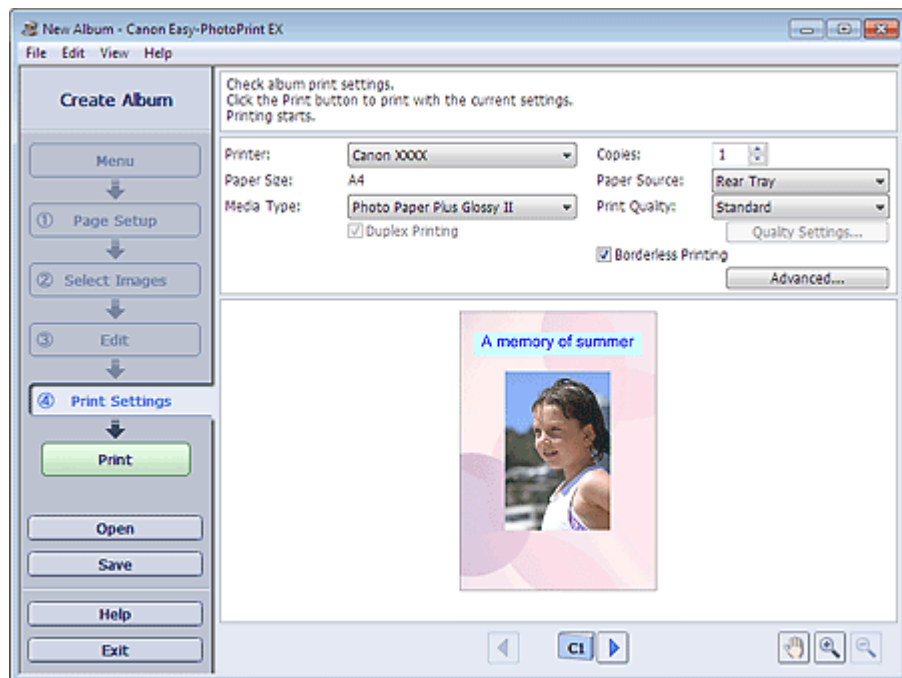 New Album - Canon Easy-PhotoPrint EX
File Edit View Help
Create Album
Check album print settings.
Click the Print button to print with the current settings.
Printing starts.
Menu
① Page Setup
② Select Images
③ Edit
④ Print Settings
Print
Open
Save
Help
Exit
Printer: Canon XXXX Copies: 1
Paper Size: A4 Paper Source: Rear Tray
Media Type: Photo Paper Plus Glossy II Print Quality: Standard
Duplex Printing Quality Settings...
Borderless Printing
Advanced...
A memory of summer
C1